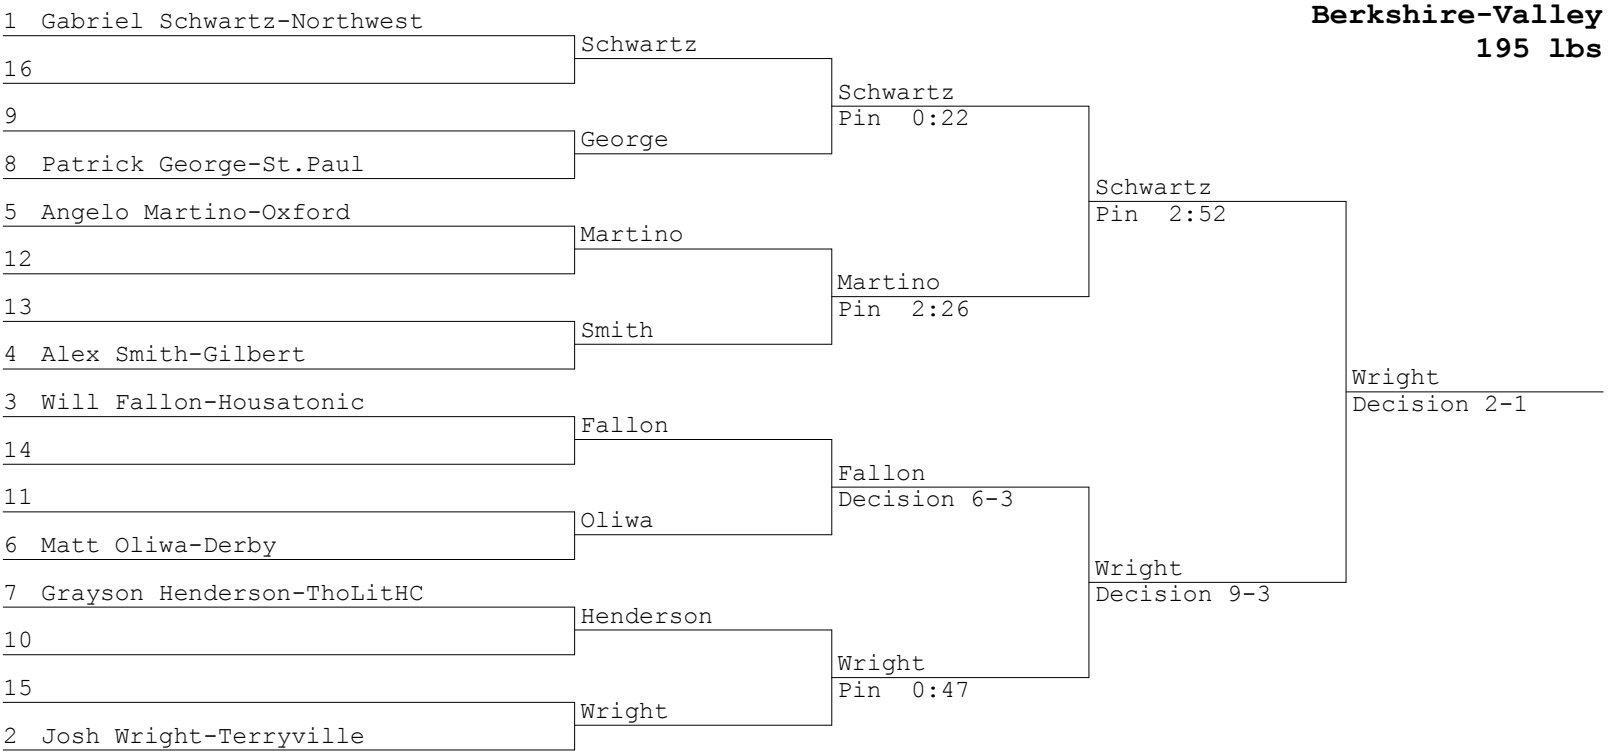 Berkshire-Valley
195 lbs
1 Gabriel Schwartz-Northwest
16
9
8 Patrick George-St.Paul
5 Angelo Martino-Oxford
12
13
4 Alex Smith-Gilbert
3 Will Fallon-Housatonic
14
11
6 Matt Oliwa-Derby
7 Grayson Henderson-ThoLitHC
10
15
2 Josh Wright-Terryville
Schwartz
George
Martino
Smith
Fallon
Oliwa
Henderson
Wright
Schwartz
Pin 0:22
Martino
Pin 2:26
Fallon
Decision 6-3
Wright
Pin 0:47
Schwartz
Pin 2:52
Wright
Decision 9-3
Wright
Decision 2-1